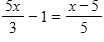 5x/3 − 1 = x−5/5